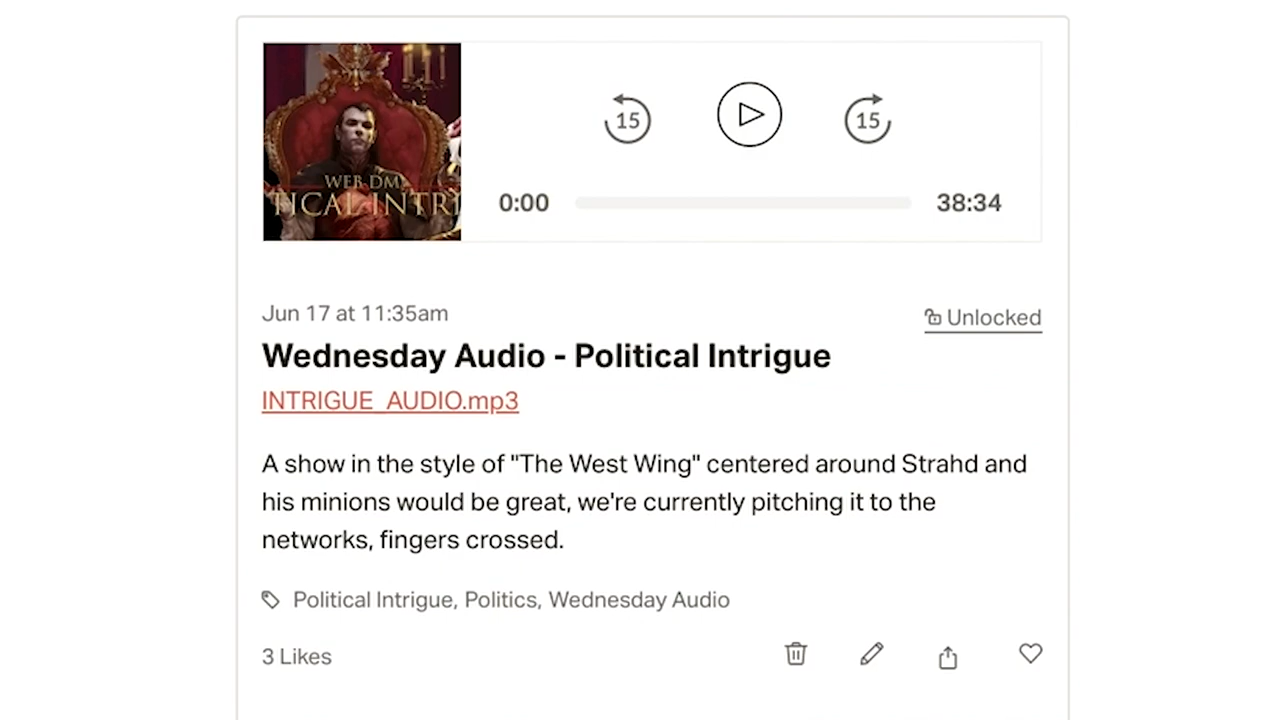 WEB DM
TICAL INTRI
15
15
0:00
38:34
Jun 17 at 11:35am
Unlocked
Wednesday Audio - Political Intrigue
INTRIGUE_AUDIO.mp3
A show in the style of "The West Wing" centered around Strahd and
his minions would be great, we're currently pitching it to the
networks, fingers crossed.
Political Intrigue, Politics, Wednesday Audio
3 Likes